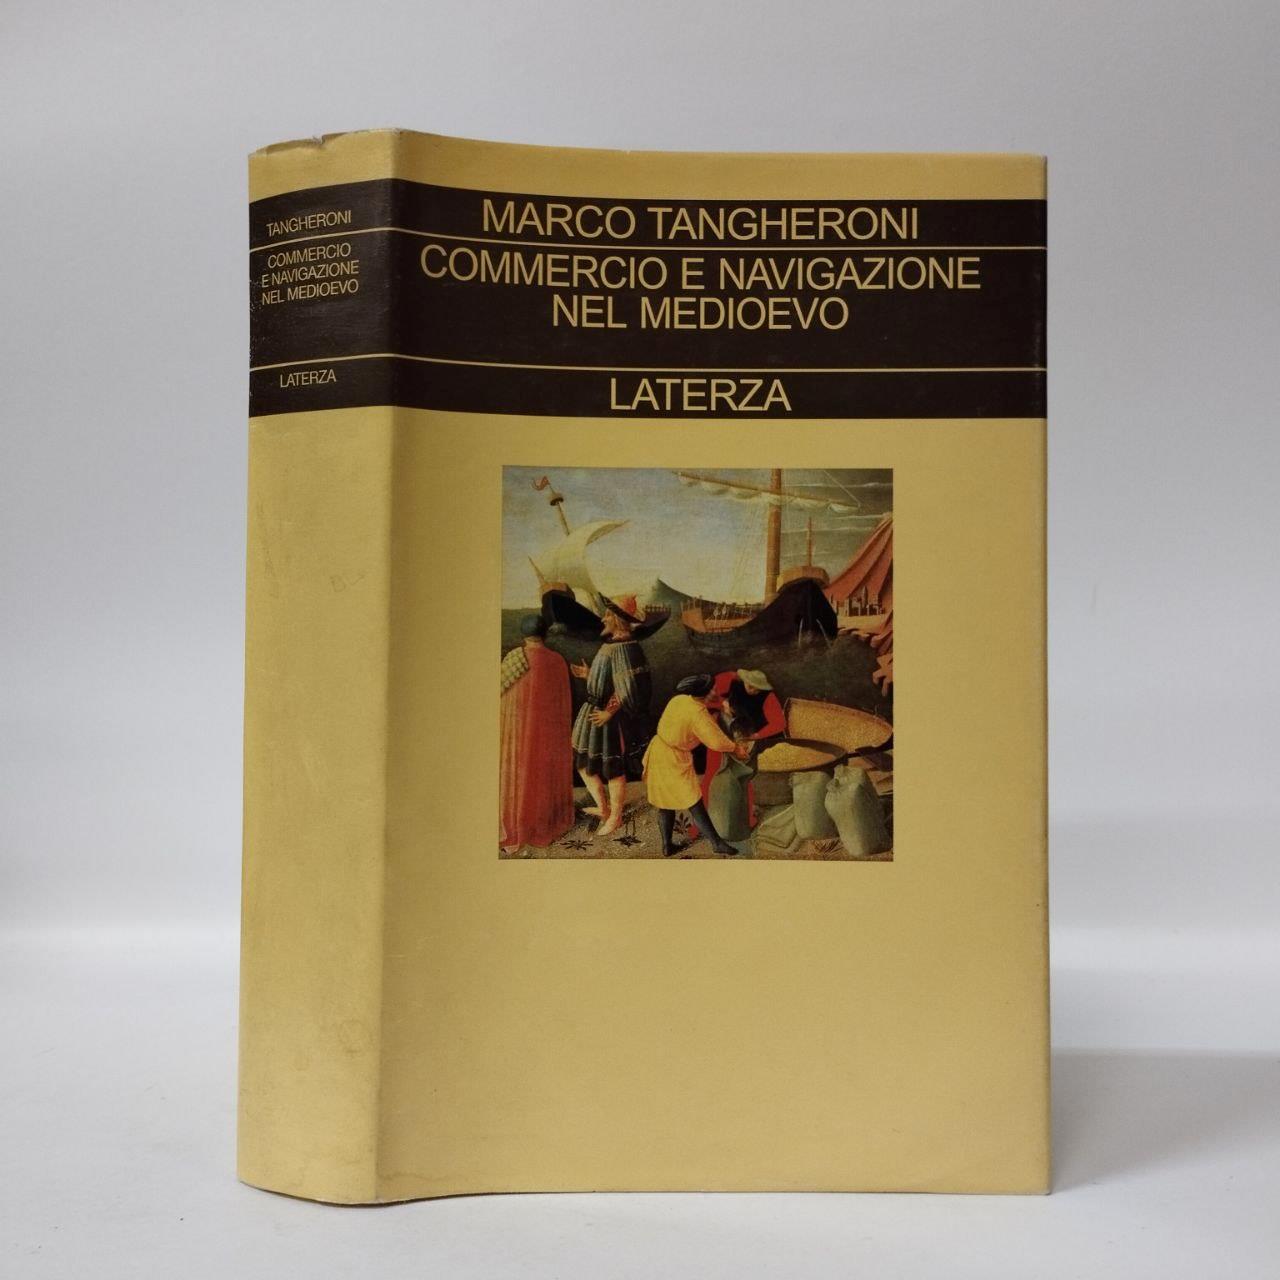 TANGHERONI
COMMERCIO
E NAVIGAZIONE
NEL MEDIOEVO
LATERZA
MARCO TANGHERONI
COMMERCIO E NAVIGAZIONE
NEL MEDIOEVO
LATERZA